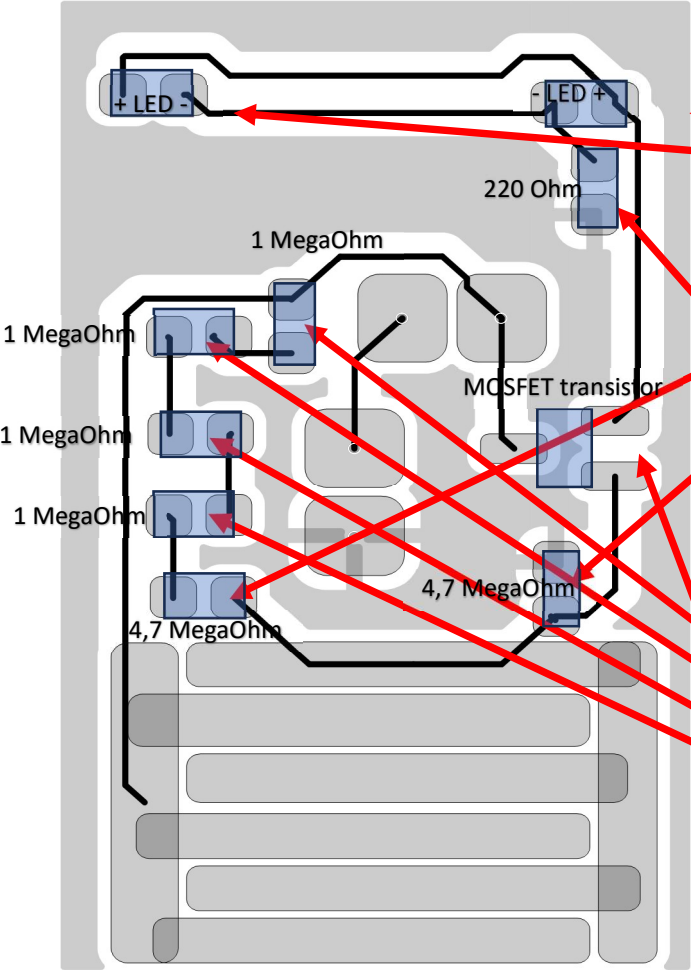 + LED -
- LED +
220 Ohm
1 MegaOhm
1 MegaOhm
MOSFET transistor
1 MegaOhm
1 MegaOhm
4,7 MegaOhm
4,7 MegaOhm